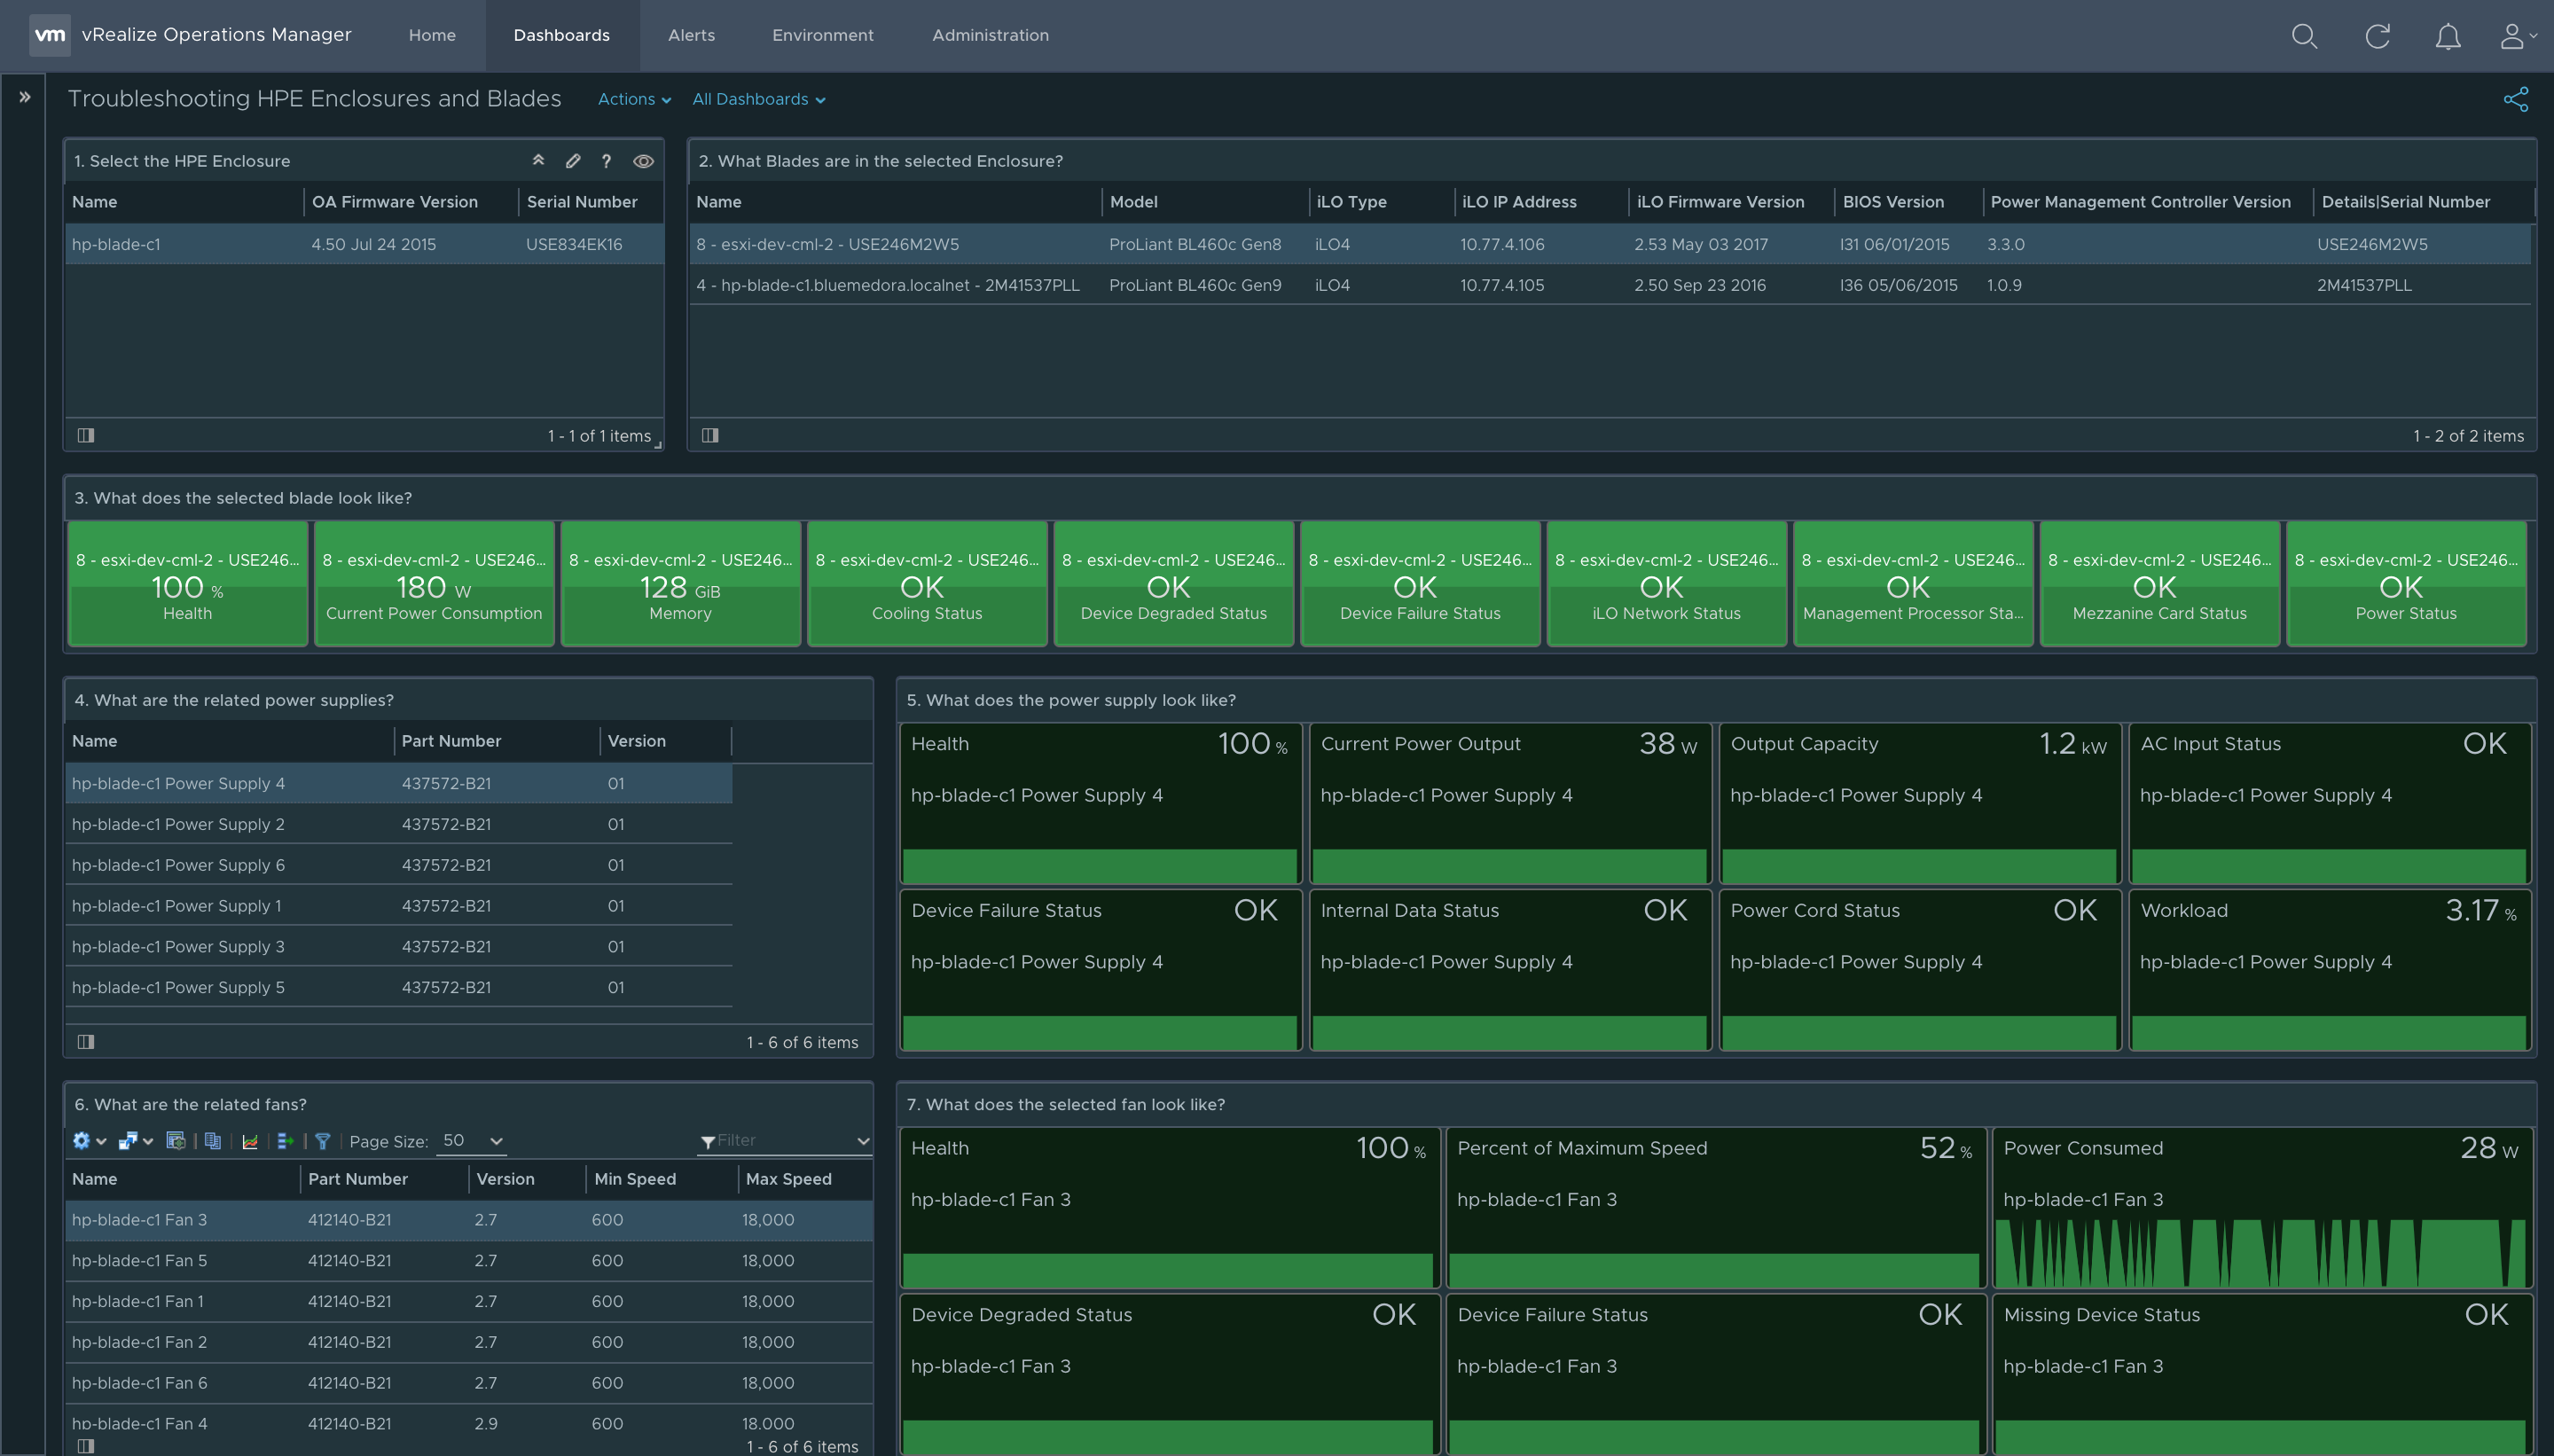 vm vRealize Operations Manager Home Dashboards Alerts Environment Administration
Troubleshooting HPE Enclosures and Blades Actions All Dashboards
1. Select the HPE Enclosure ?
Name OA Firmware Version Serial Number
hp-blade-c1 4.50 Jul 24 2015 USE834EK16
1 - 1 of 1 items
2. What Blades are in the selected Enclosure?
Name Model iLO Type iLO IP Address iLO Firmware Version BIOS Version Power Management Controller Version Details|Serial Number
8 - esxi-dev-cml-2 - USE246M2W5 ProLiant BL460c Gen8 iLO4 10.77.4.106 2.53 May 03 2017 I31 06/01/2015 3.3.0 USE246M2W5
4 - hp-blade-c1.bluemedora.localnet - 2M41537PLL ProLiant BL460c Gen9 iLO4 10.77.4.105 2.50 Sep 23 2016 I36 05/06/2015 1.0.9 2M41537PLL
1 - 2 of 2 items
3. What does the selected blade look like?
8 - esxi-dev-cml-2 - USE246...
100 %
Health
8 - esxi-dev-cml-2 - USE246...
180 W
Current Power Consumption
8 - esxi-dev-cml-2 - USE246...
128 GiB
Memory
8 - esxi-dev-cml-2 - USE246...
OK
Cooling Status
8 - esxi-dev-cml-2 - USE246...
OK
Device Degraded Status
8 - esxi-dev-cml-2 - USE246...
OK
Device Failure Status
8 - esxi-dev-cml-2 - USE246...
OK
iLO Network Status
8 - esxi-dev-cml-2 - USE246...
OK
Management Processor Sta...
8 - esxi-dev-cml-2 - USE246...
OK
Mezzanine Card Status
8 - esxi-dev-cml-2 - USE246...
OK
Power Status
4. What are the related power supplies?
Name Part Number Version
hp-blade-c1 Power Supply 4 437572-B21 01
hp-blade-c1 Power Supply 2 437572-B21 01
hp-blade-c1 Power Supply 6 437572-B21 01
hp-blade-c1 Power Supply 1 437572-B21 01
hp-blade-c1 Power Supply 3 437572-B21 01
hp-blade-c1 Power Supply 5 437572-B21 01
1 - 6 of 6 items
5. What does the power supply look like?
Health 100 %
hp-blade-c1 Power Supply 4
Current Power Output 38 W
hp-blade-c1 Power Supply 4
Output Capacity 1.2 kW
hp-blade-c1 Power Supply 4
AC Input Status OK
hp-blade-c1 Power Supply 4
Device Failure Status OK
hp-blade-c1 Power Supply 4
Internal Data Status OK
hp-blade-c1 Power Supply 4
Power Cord Status OK
hp-blade-c1 Power Supply 4
Workload 3.17 %
hp-blade-c1 Power Supply 4
6. What are the related fans?
Page Size: 50 Filter
Name Part Number Version Min Speed Max Speed
hp-blade-c1 Fan 3 412140-B21 2.7 600 18,000
hp-blade-c1 Fan 5 412140-B21 2.7 600 18,000
hp-blade-c1 Fan 1 412140-B21 2.7 600 18,000
hp-blade-c1 Fan 2 412140-B21 2.7 600 18,000
hp-blade-c1 Fan 6 412140-B21 2.7 600 18,000
hp-blade-c1 Fan 4 412140-B21 2.9 600 18,000
1 - 6 of 6 items
7. What does the selected fan look like?
Health 100 %
hp-blade-c1 Fan 3
Percent of Maximum Speed 52 %
hp-blade-c1 Fan 3
Power Consumed 28 W
hp-blade-c1 Fan 3
Device Degraded Status OK
hp-blade-c1 Fan 3
Device Failure Status OK
hp-blade-c1 Fan 3
Missing Device Status OK
hp-blade-c1 Fan 3